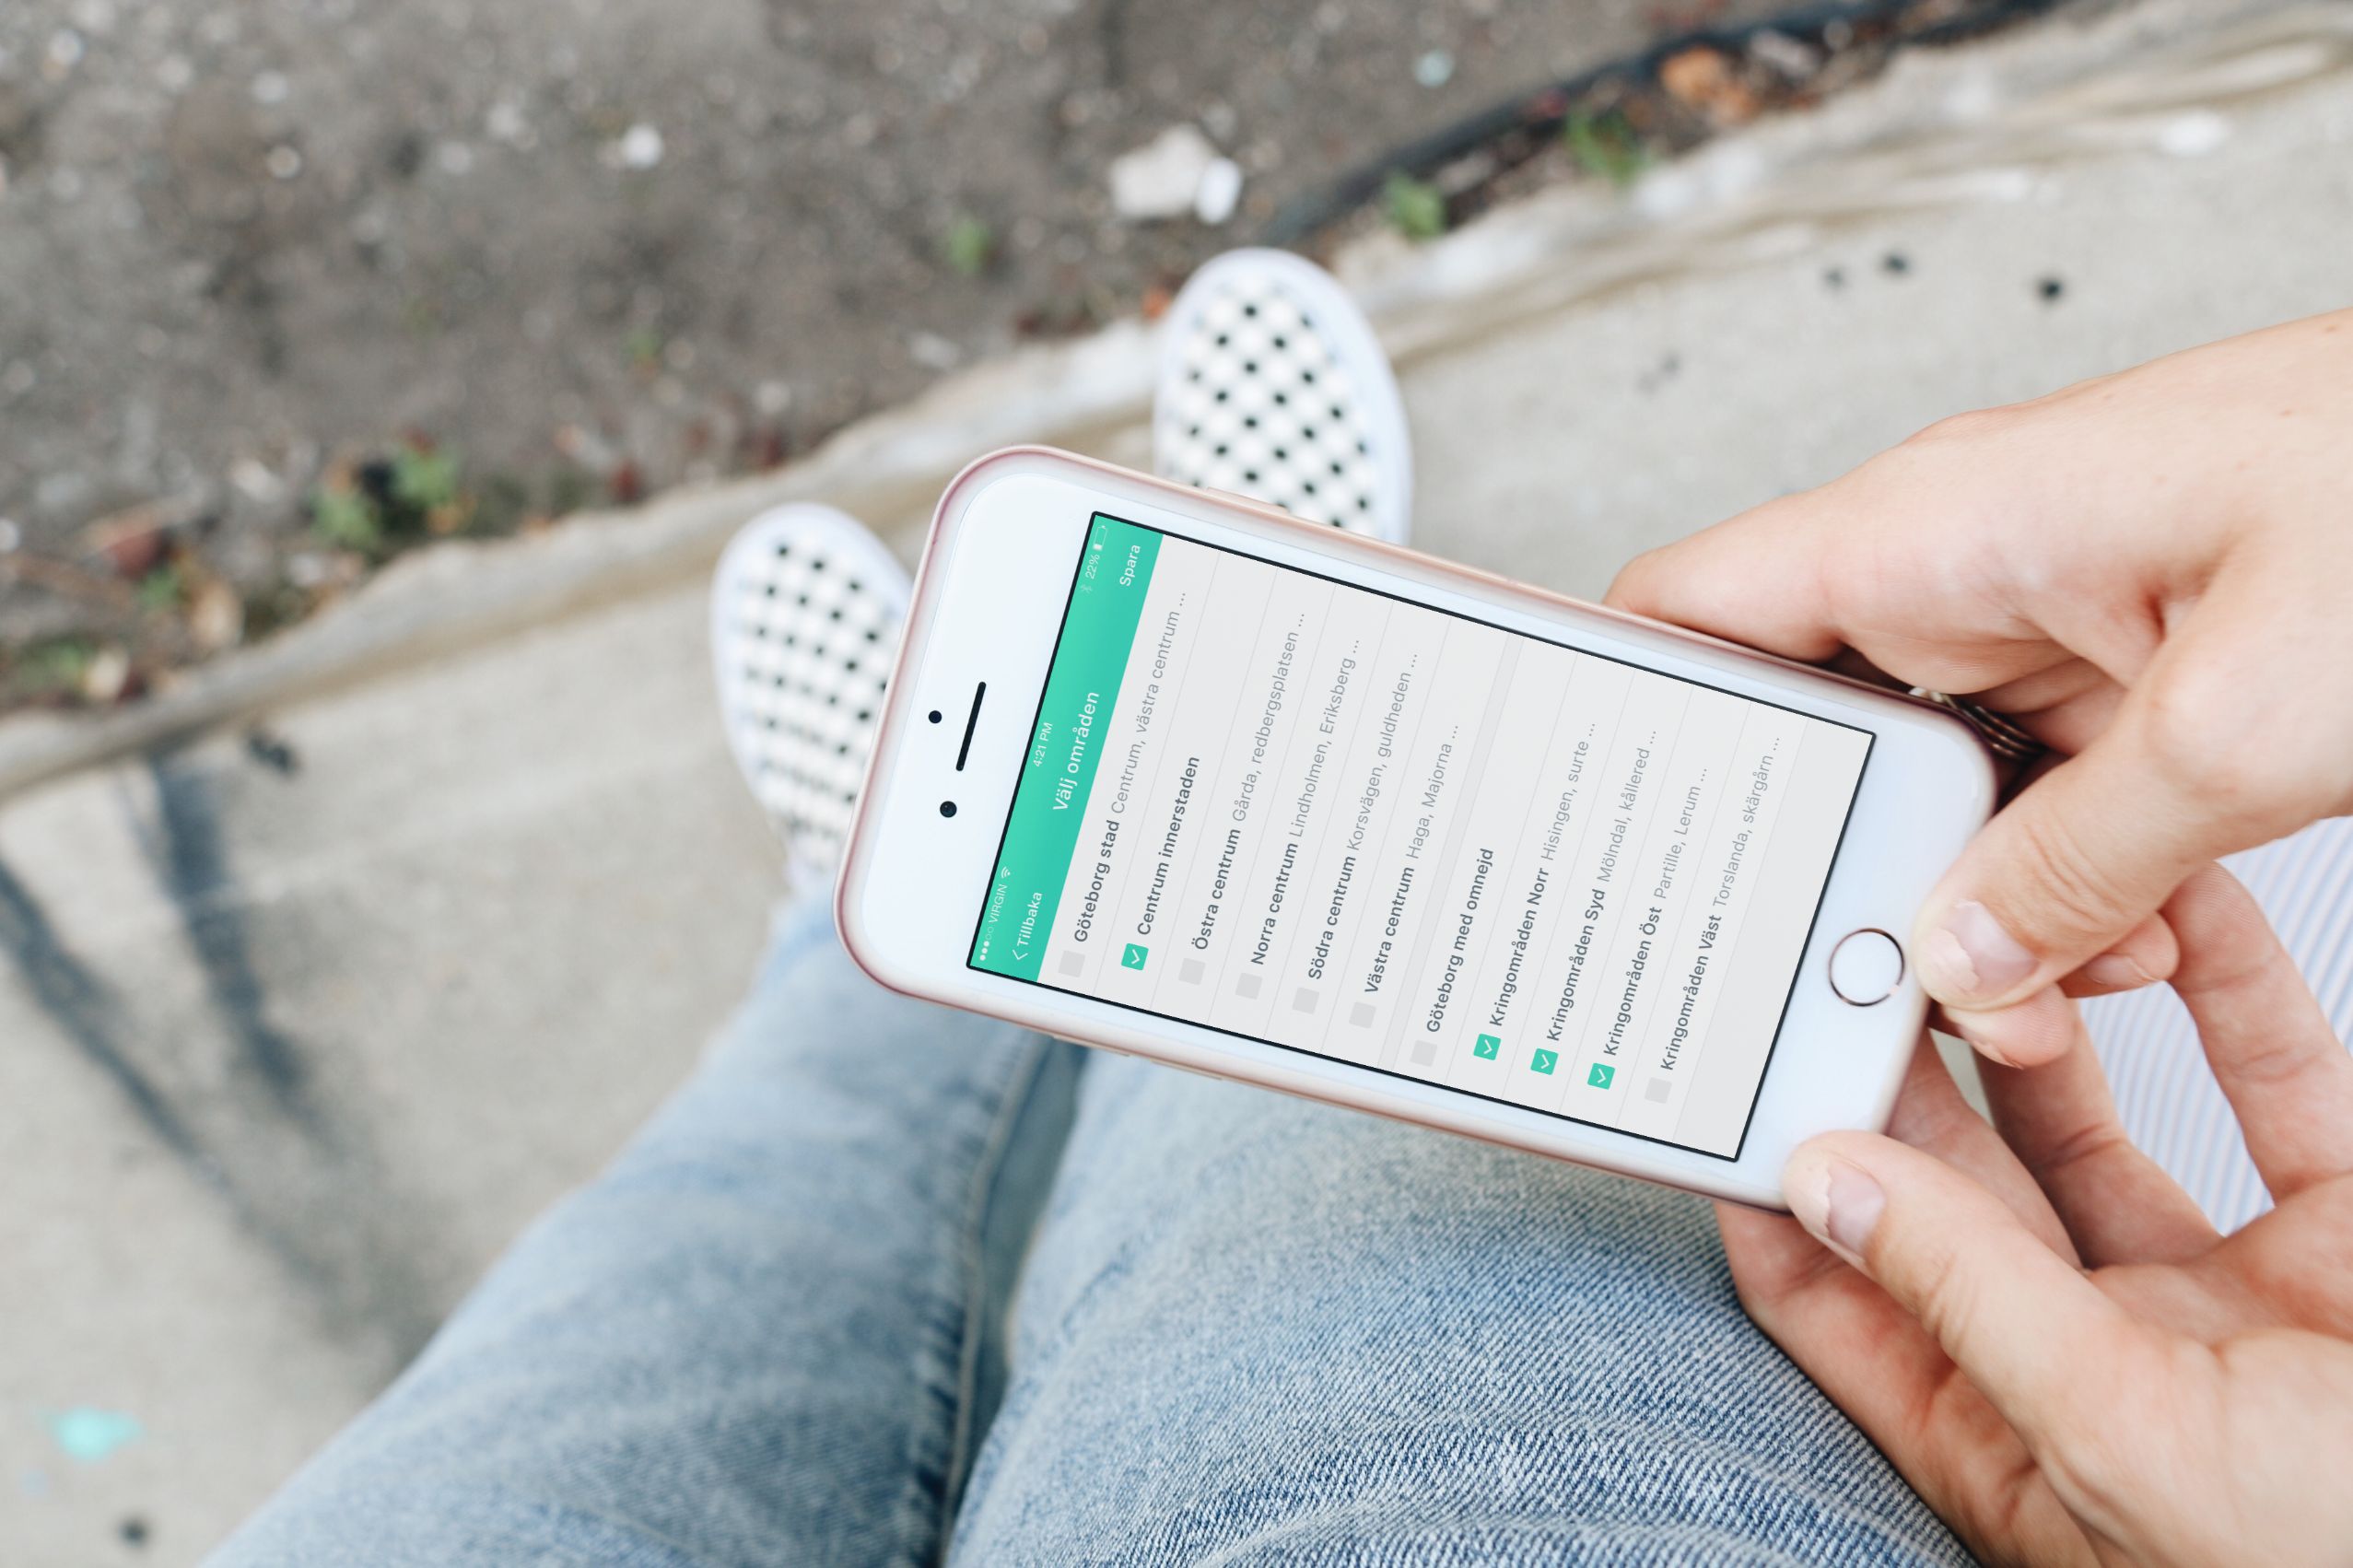 ●●●○○ VIRGIN 4:21 PM 22%
Tillbaka Välj områden Spara
Göteborg stad Centrum, västra centrum ...
Centrum innerstaden
Östra centrum Gårda, redbergsplatsen ...
Norra centrum Lindholmen, Eriksberg ...
Södra centrum Korsvägen, guldheden ...
Västra centrum Haga, Majorna ...
Göteborg med omnejd
Kringområden Norr Hisingen, surte ...
Kringområden Syd Mölndal, kållered ...
Kringområden Öst Partille, Lerum ...
Kringområden Väst Torslanda, skärgårn ...